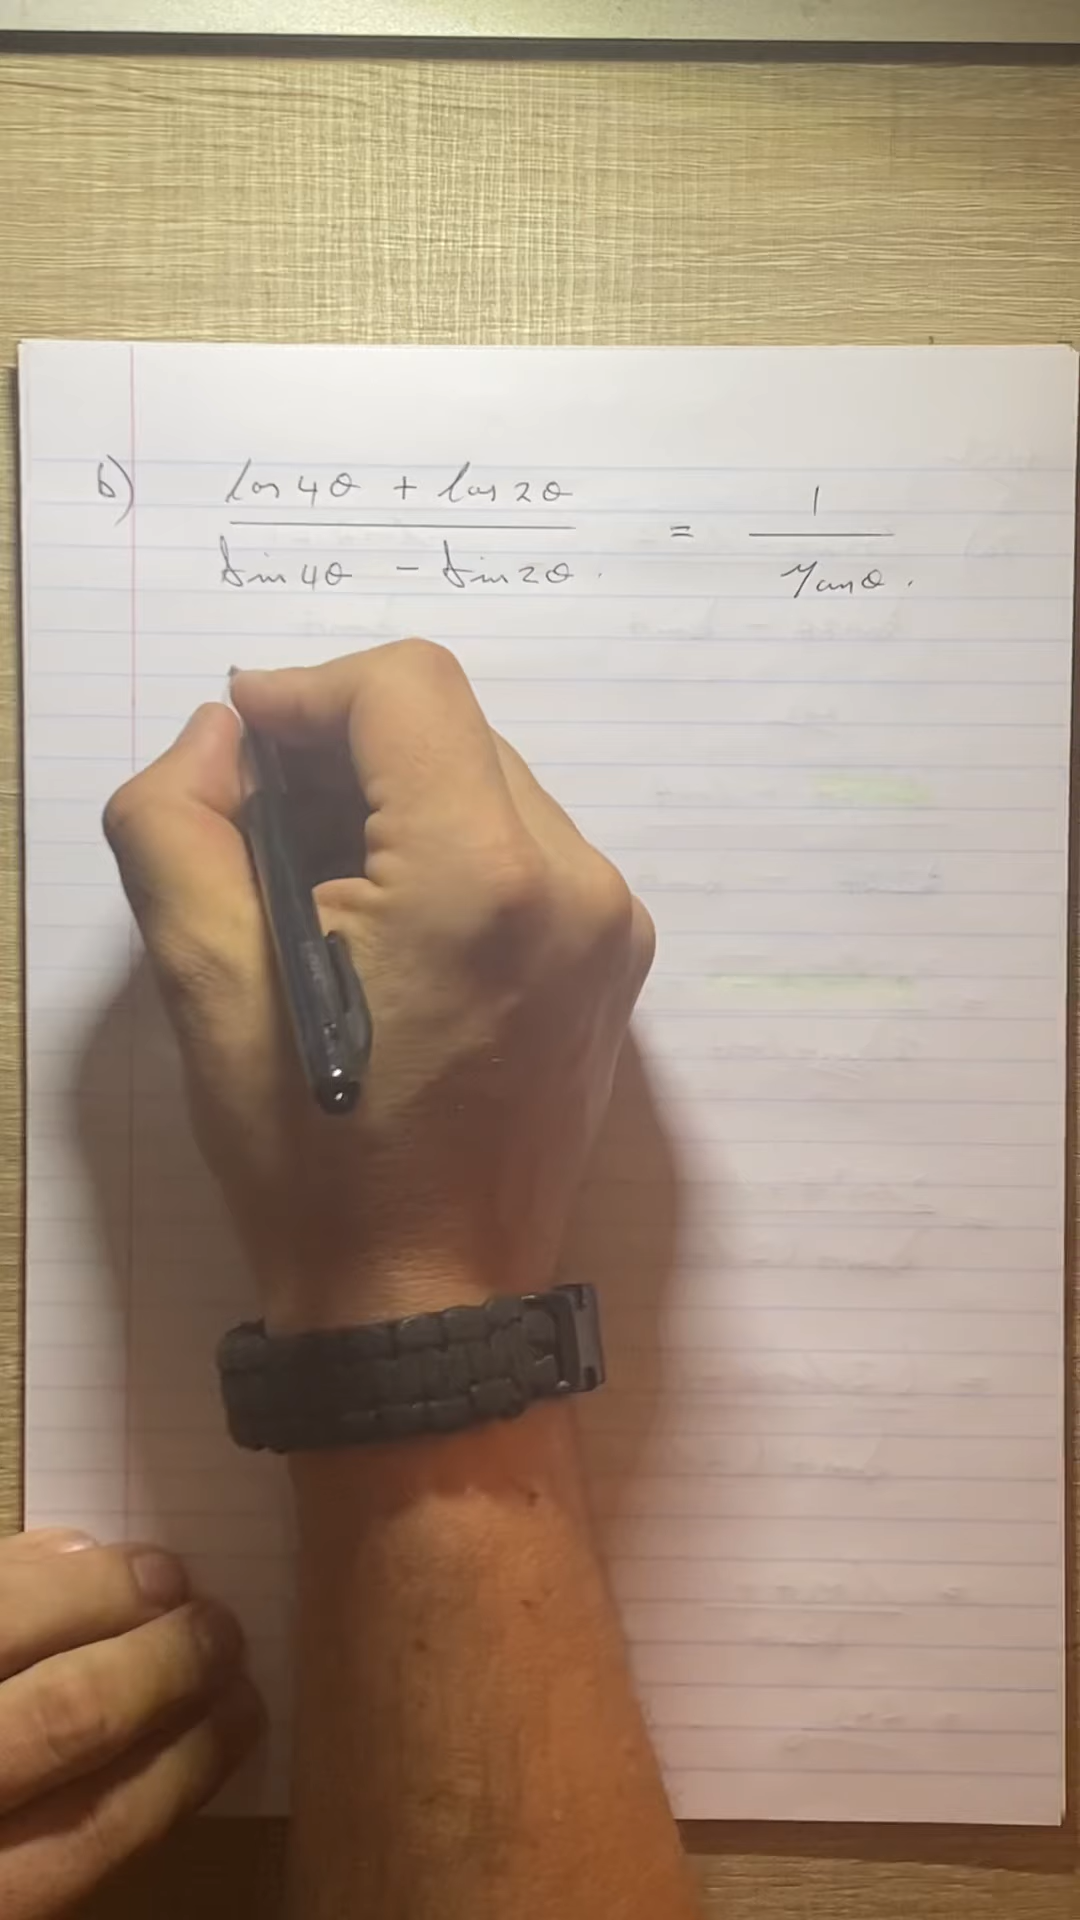 b) cos 4θ + cos 2θ / sin 4θ - sin 2θ . = 1 / Tan θ .